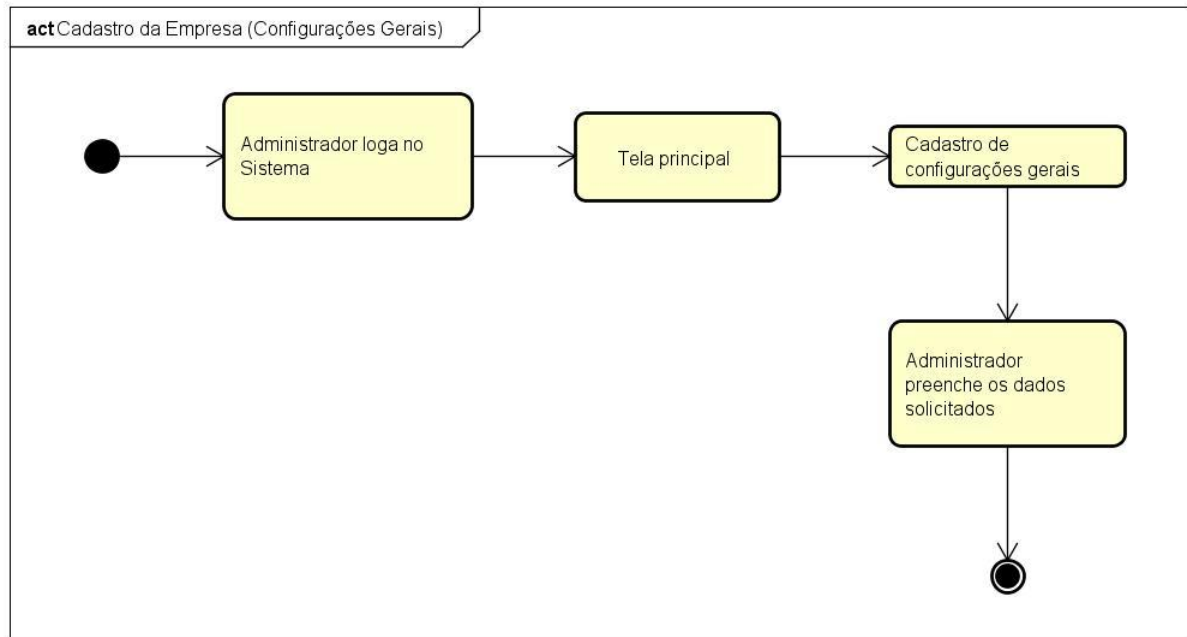 act Cadastro da Empresa (Configurações Gerais)
Administrador loga no
Sistema
Tela principal
Cadastro de
configurações gerais
Administrador
preenche os dados
solicitados